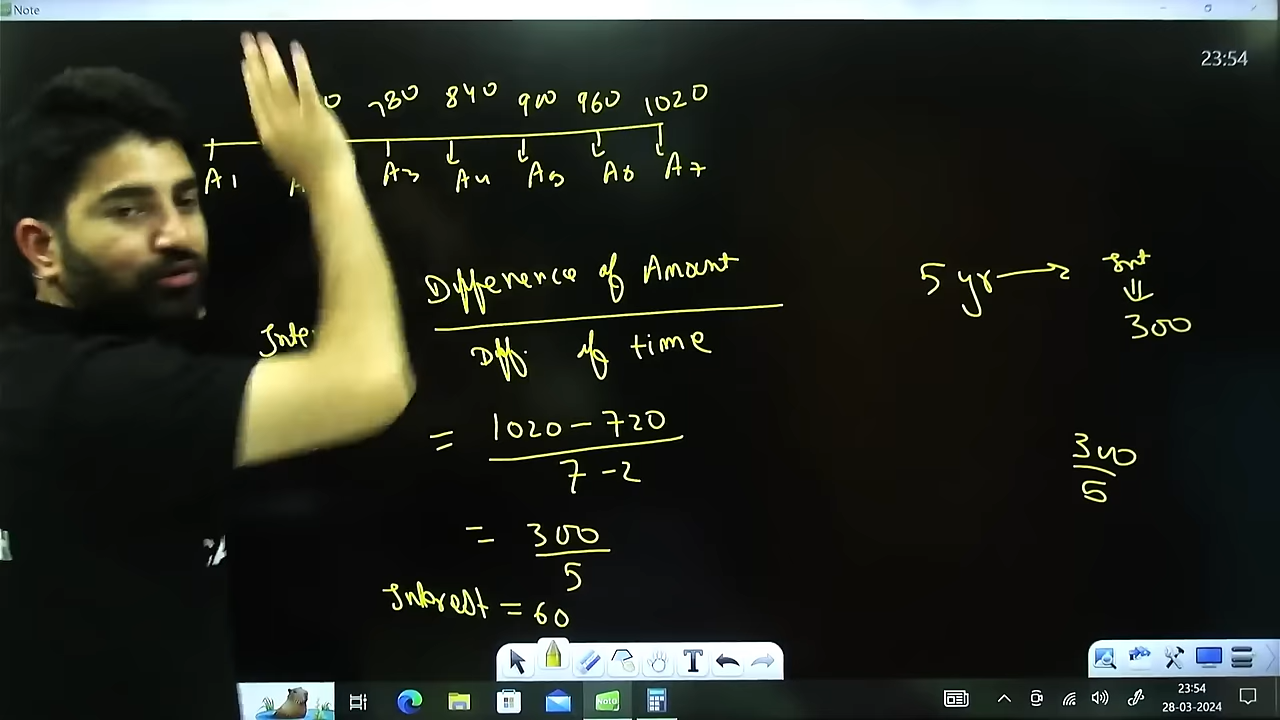 Note
23:54
780 840 900 960 1020
A1 A3 A4 A5 A6 A7
Difference of Amount
Diff. of time
= 1020 - 720
7 - 2
= 300
5
Interest = 60
5 yr → Int
⇓
300
300
5
T
Note
23:54
28-03-2024